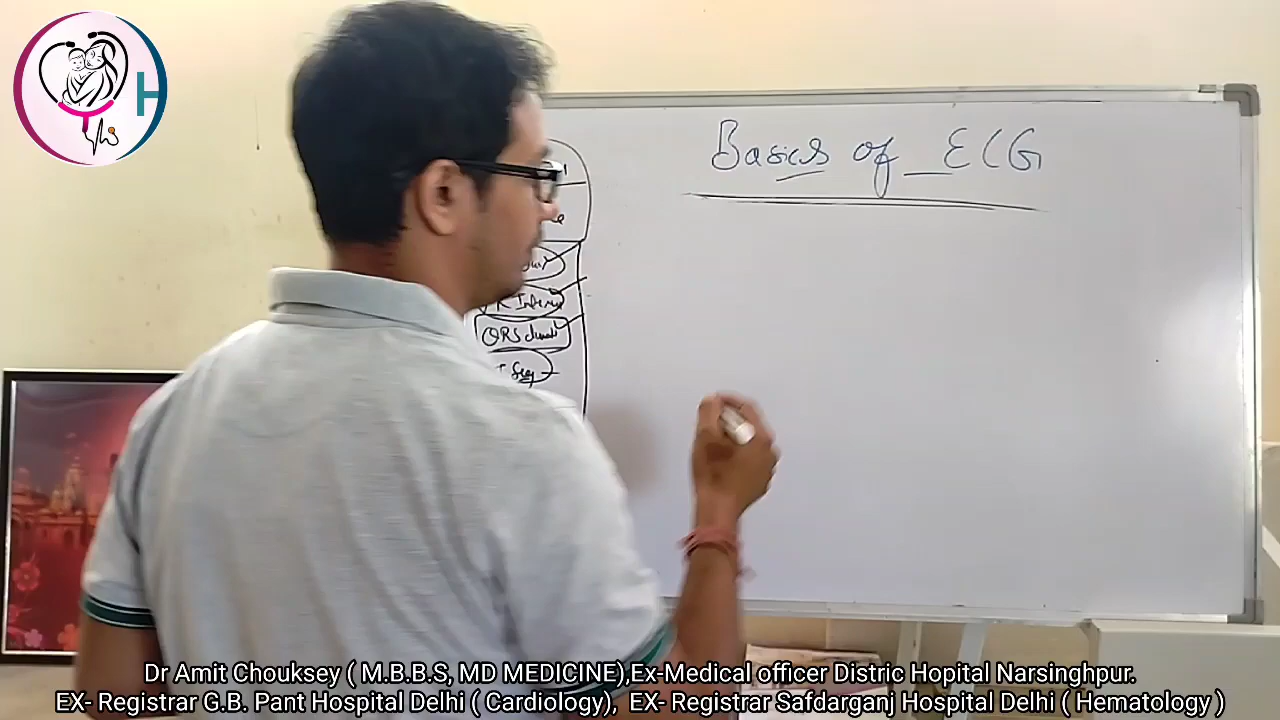 H
Basics of ECG
QRS
Dr Amit Chouksey ( M.B.B.S, MD MEDICINE),Ex-Medical officer Distric Hopital Narsinghpur.
EX- Registrar G.B. Pant Hospital Delhi ( Cardiology), EX- Registrar Safdarganj Hospital Delhi ( Hematology )